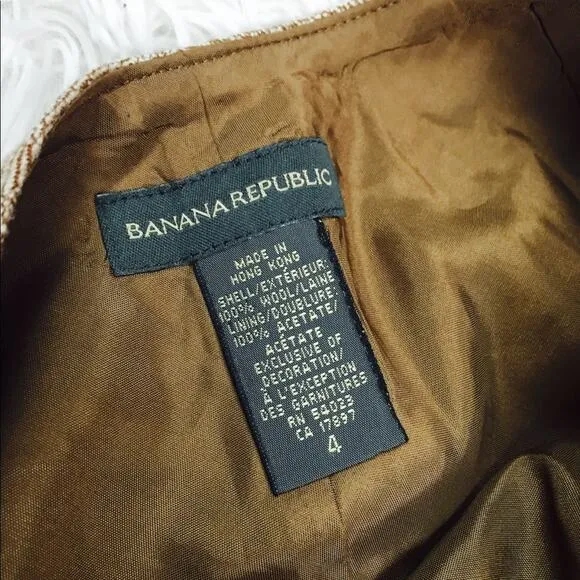 BANANA REPUBLIC
MADE IN
HONG KONG
SHELL/EXTÉRIEUR:
100% WOOL/LAINE
LINING/DOUBLURE:
100% ACETATE/
ACÉTATE
EXCLUSIVE OF
DECORATION/
À L'EXCEPTION
DES GARNITURES
RN 54023
CA 17897
4